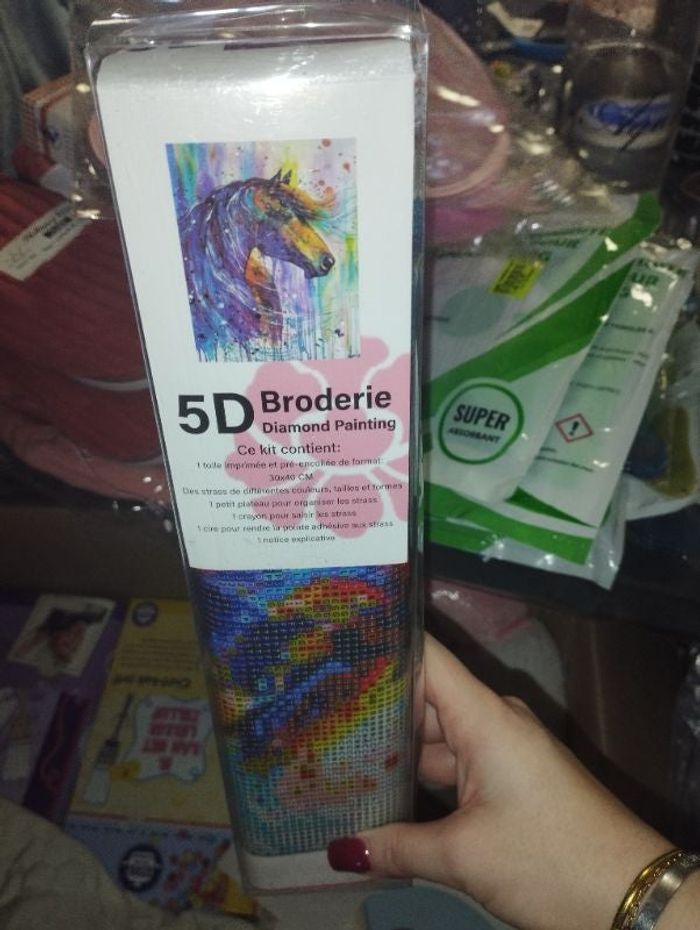 5D Broderie
Diamond Painting
Ce kit contient:
1 toile imprimée et pré-encollée de format:
30x40 CM
Des strass de différentes couleurs, tailles et formes
1 petit plateau pour organiser les strass
1 crayon pour saisir les strass
1 cire pour rendre la pointe adhésive aux strass
1 notice explicative
SUPER
ABSORBANT